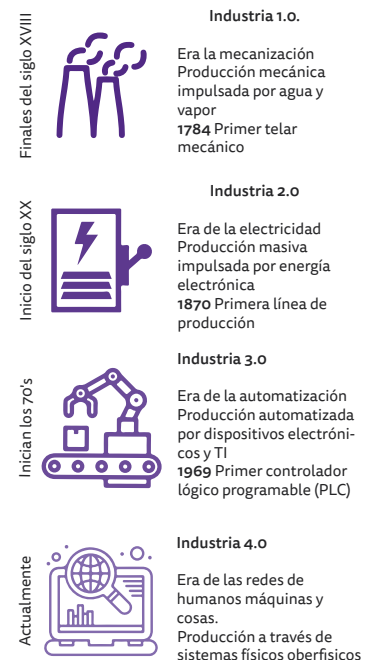 Finales del siglo XVIII
Industria 1.0.
Era la mecanización
Producción mecánica
impulsada por agua y
vapor
1784 Primer telar
mecánico
Inicio del siglo XX
Industria 2.0
Era de la electricidad
Producción masiva
impulsada por energía
electrónica
1870 Primera línea de
producción
Inician los 70's
Industria 3.0
Era de la automatización
Producción automatizada
por dispositivos electróni-
cos y TI
1969 Primer controlador
lógico programable (PLC)
Actualmente
Industria 4.0
Era de las redes de
humanos máquinas y
cosas.
Producción a través de
sistemas físicos oberfisicos